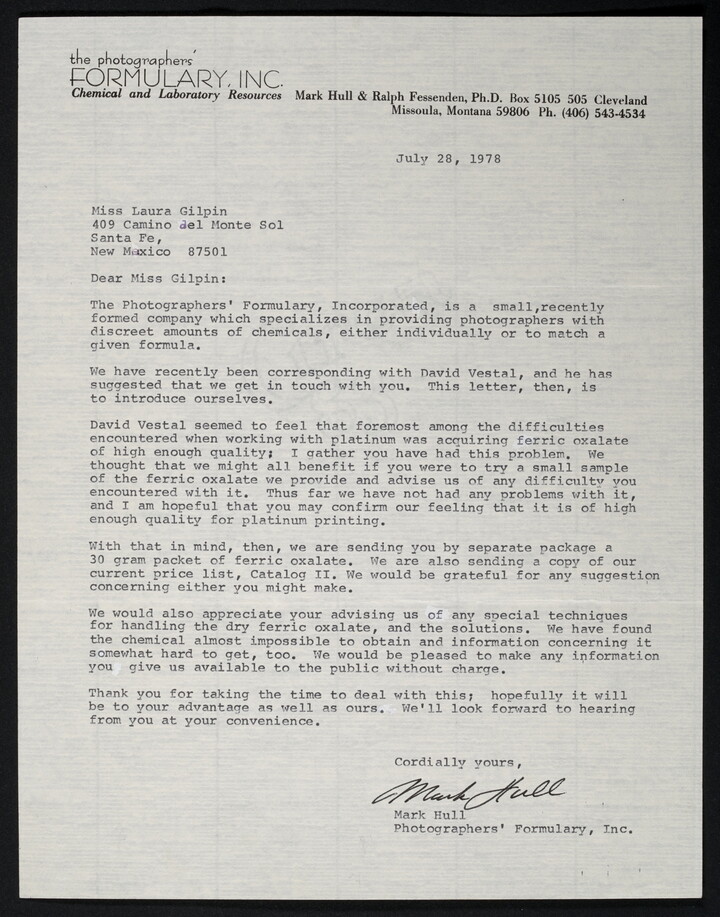 the photographers'
FORMULARY, INC.
Chemical and Laboratory Resources Mark Hull & Ralph Fessenden, Ph.D. Box 5105 505 Cleveland
Missoula, Montana 59806 Ph. (406) 543-4534
July 28, 1978
Miss Laura Gilpin
409 Camino del Monte Sol
Santa Fe,
New Mexico 87501
Dear Miss Gilpin:
The Photographers' Formulary, Incorporated, is a small,recently
formed company which specializes in providing photographers with
discreet amounts of chemicals, either individually or to match a
given formula.
We have recently been corresponding with David Vestal, and he has
suggested that we get in touch with you. This letter, then, is
to introduce ourselves.
David Vestal seemed to feel that foremost among the difficulties
encountered when working with platinum was acquiring ferric oxalate
of high enough quality; I gather you have had this problem. We
thought that we might all benefit if you were to try a small sample
of the ferric oxalate we provide and advise us of any difficulty you
encountered with it. Thus far we have not had any problems with it,
and I am hopeful that you may confirm our feeling that it is of high
enough quality for platinum printing.
With that in mind, then, we are sending you by separate package a
30 gram packet of ferric oxalate. We are also sending a copy of our
current price list, Catalog II. We would be grateful for any suggestion
concerning either you might make.
We would also appreciate your advising us of any special techniques
for handling the dry ferric oxalate, and the solutions. We have found
the chemical almost impossible to obtain and information concerning it
somewhat hard to get, too. We would be pleased to make any information
you give us available to the public without charge.
Thank you for taking the time to deal with this; hopefully it will
be to your advantage as well as ours. We'll look forward to hearing
from you at your convenience.
Cordially yours,
Mark Hull
Mark Hull
Photographers' Formulary, Inc.